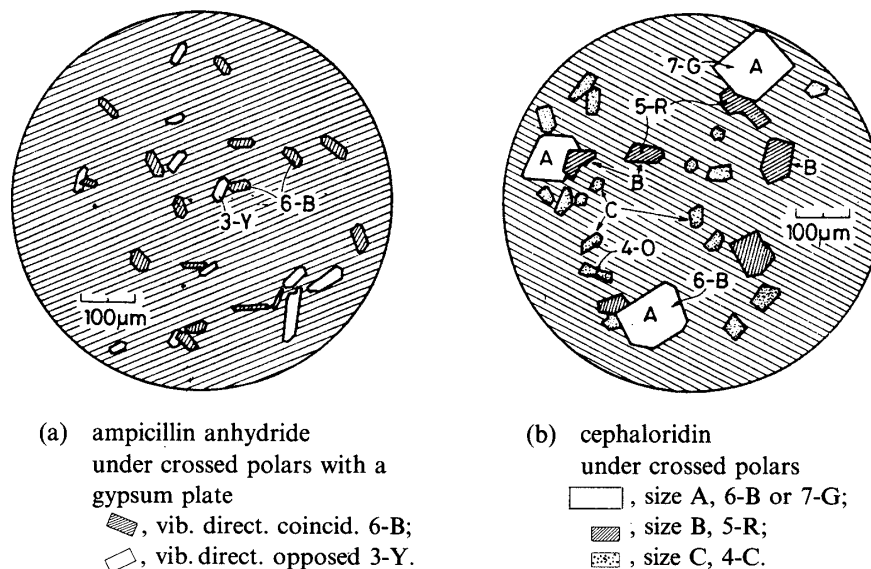 3-Y
6-B
100μm
7-G
A
5-R
A
B
B
C
4-O
100μm
6-B
A
(a) ampicillin anhydride
under crossed polars with a
gypsum plate
, vib. direct. coincid. 6-B;
, vib. direct. opposed 3-Y.
(b) cephaloridin
under crossed polars
, size A, 6-B or 7-G;
, size B, 5-R;
, size C, 4-C.